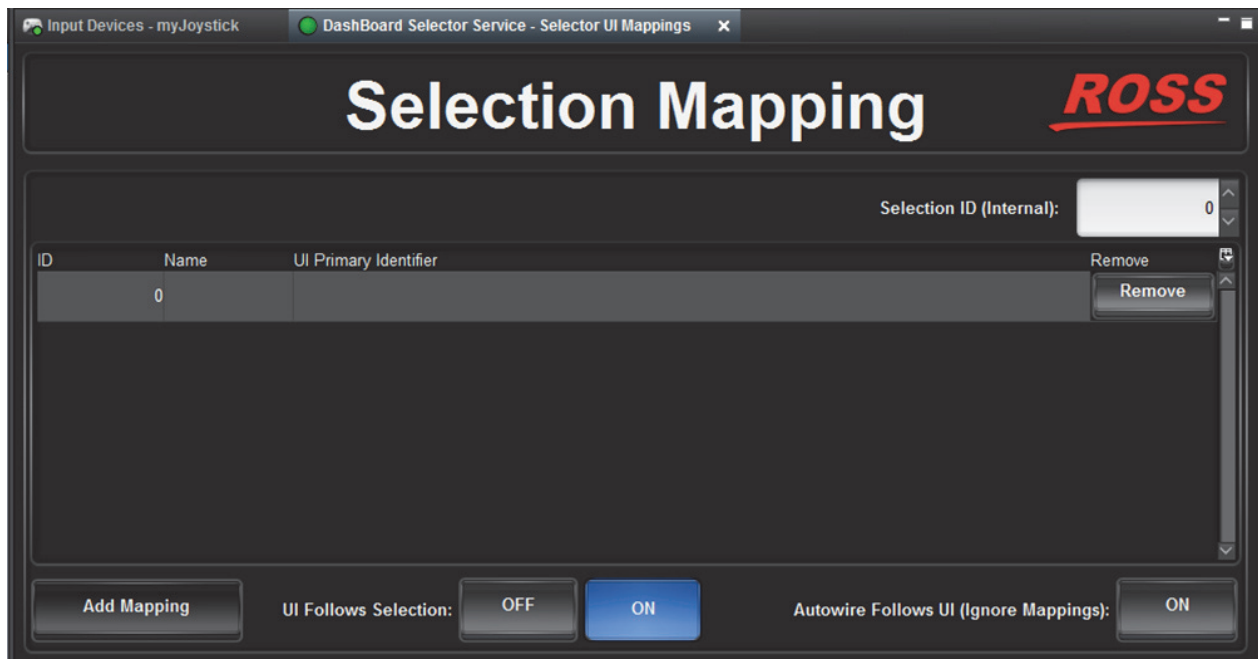 Input Devices - myJoystick
DashBoard Selector Service - Selector UI Mappings
Selection Mapping
ROSS
Selection ID (Internal): 0
ID Name UI Primary Identifier Remove
0 Remove
Add Mapping UI Follows Selection: OFF ON Autowire Follows UI (Ignore Mappings): ON